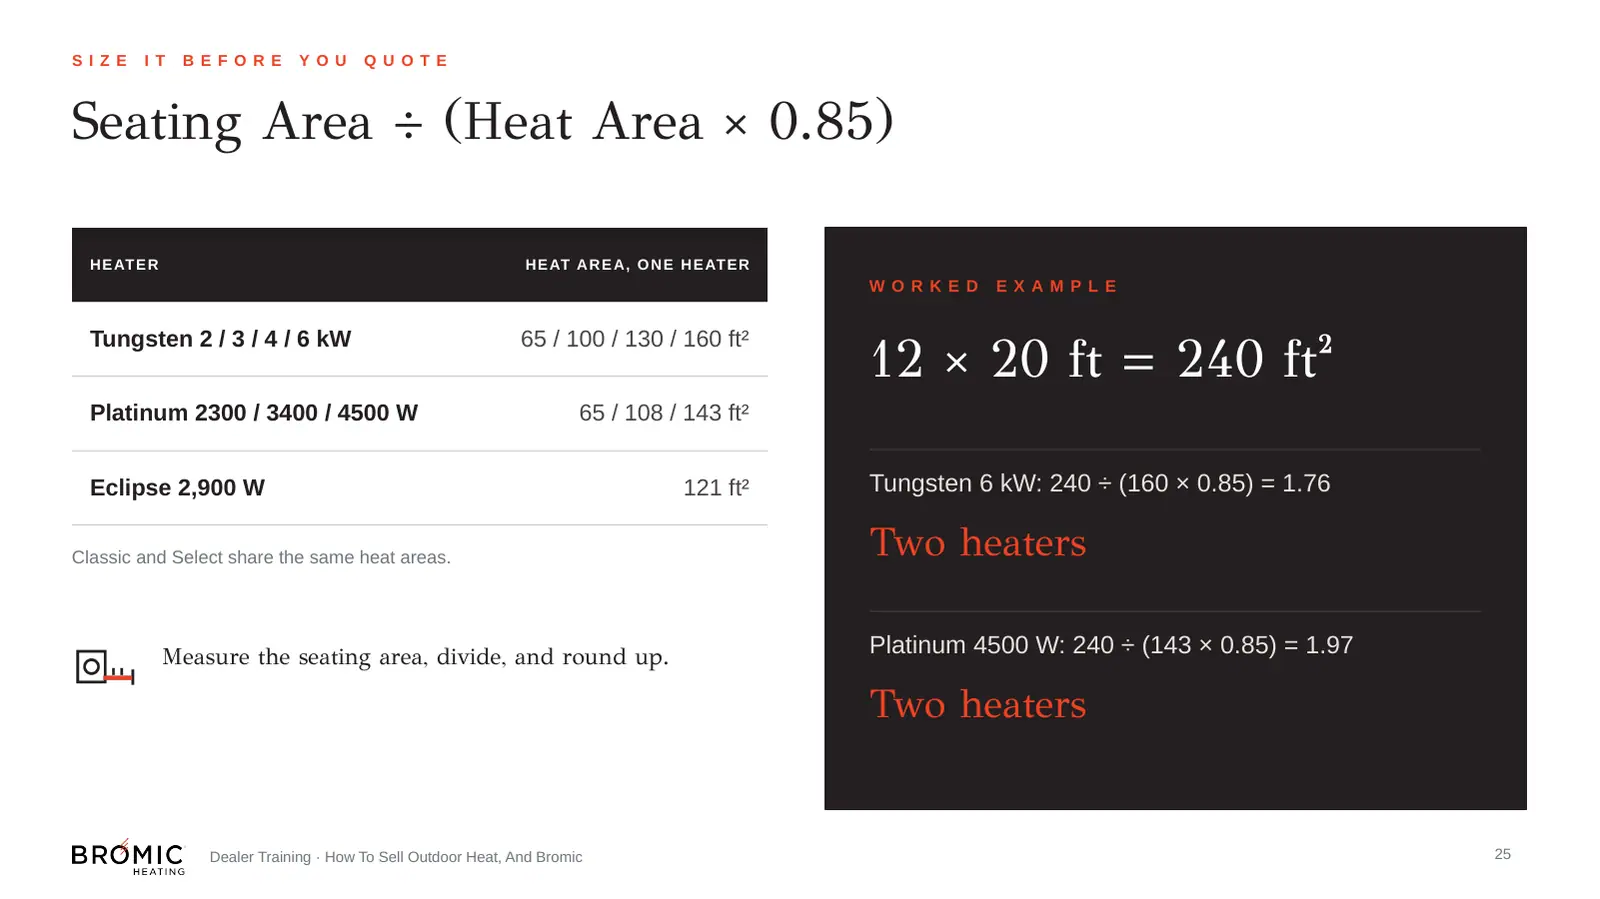 SIZE IT BEFORE YOU QUOTE
Seating Area ÷ (Heat Area × 0.85)
HEATER HEAT AREA, ONE HEATER
Tungsten 2 / 3 / 4 / 6 kW 65 / 100 / 130 / 160 ft²
Platinum 2300 / 3400 / 4500 W 65 / 108 / 143 ft²
Eclipse 2,900 W 121 ft²
Classic and Select share the same heat areas.
Measure the seating area, divide, and round up.
WORKED EXAMPLE
12 × 20 ft = 240 ft²
Tungsten 6 kW: 240 ÷ (160 × 0.85) = 1.76
Two heaters
Platinum 4500 W: 240 ÷ (143 × 0.85) = 1.97
Two heaters
BROMIC
HEATING
Dealer Training · How To Sell Outdoor Heat, And Bromic
25